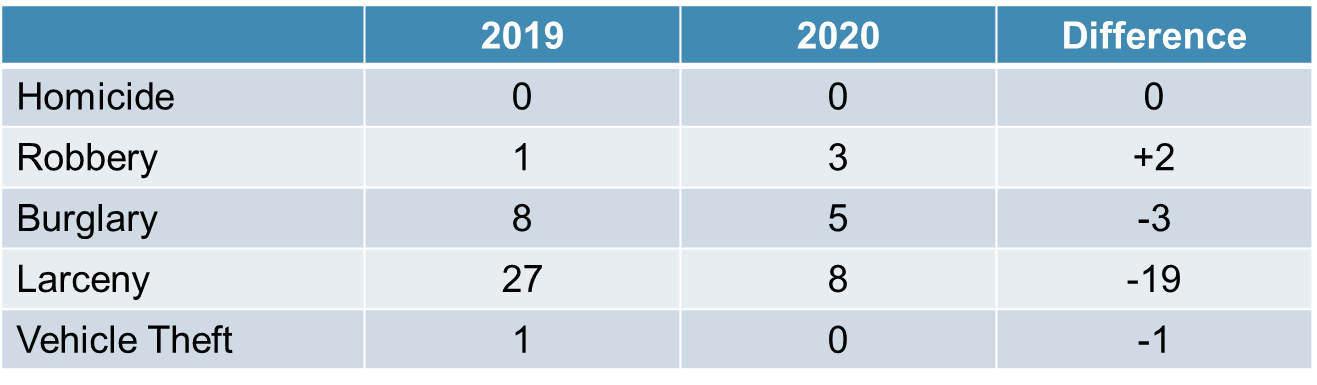 2019 2020 Difference
Homicide 0 0 0
Robbery 1 3 +2
Burglary 8 5 -3
Larceny 27 8 -19
Vehicle Theft 1 0 -1